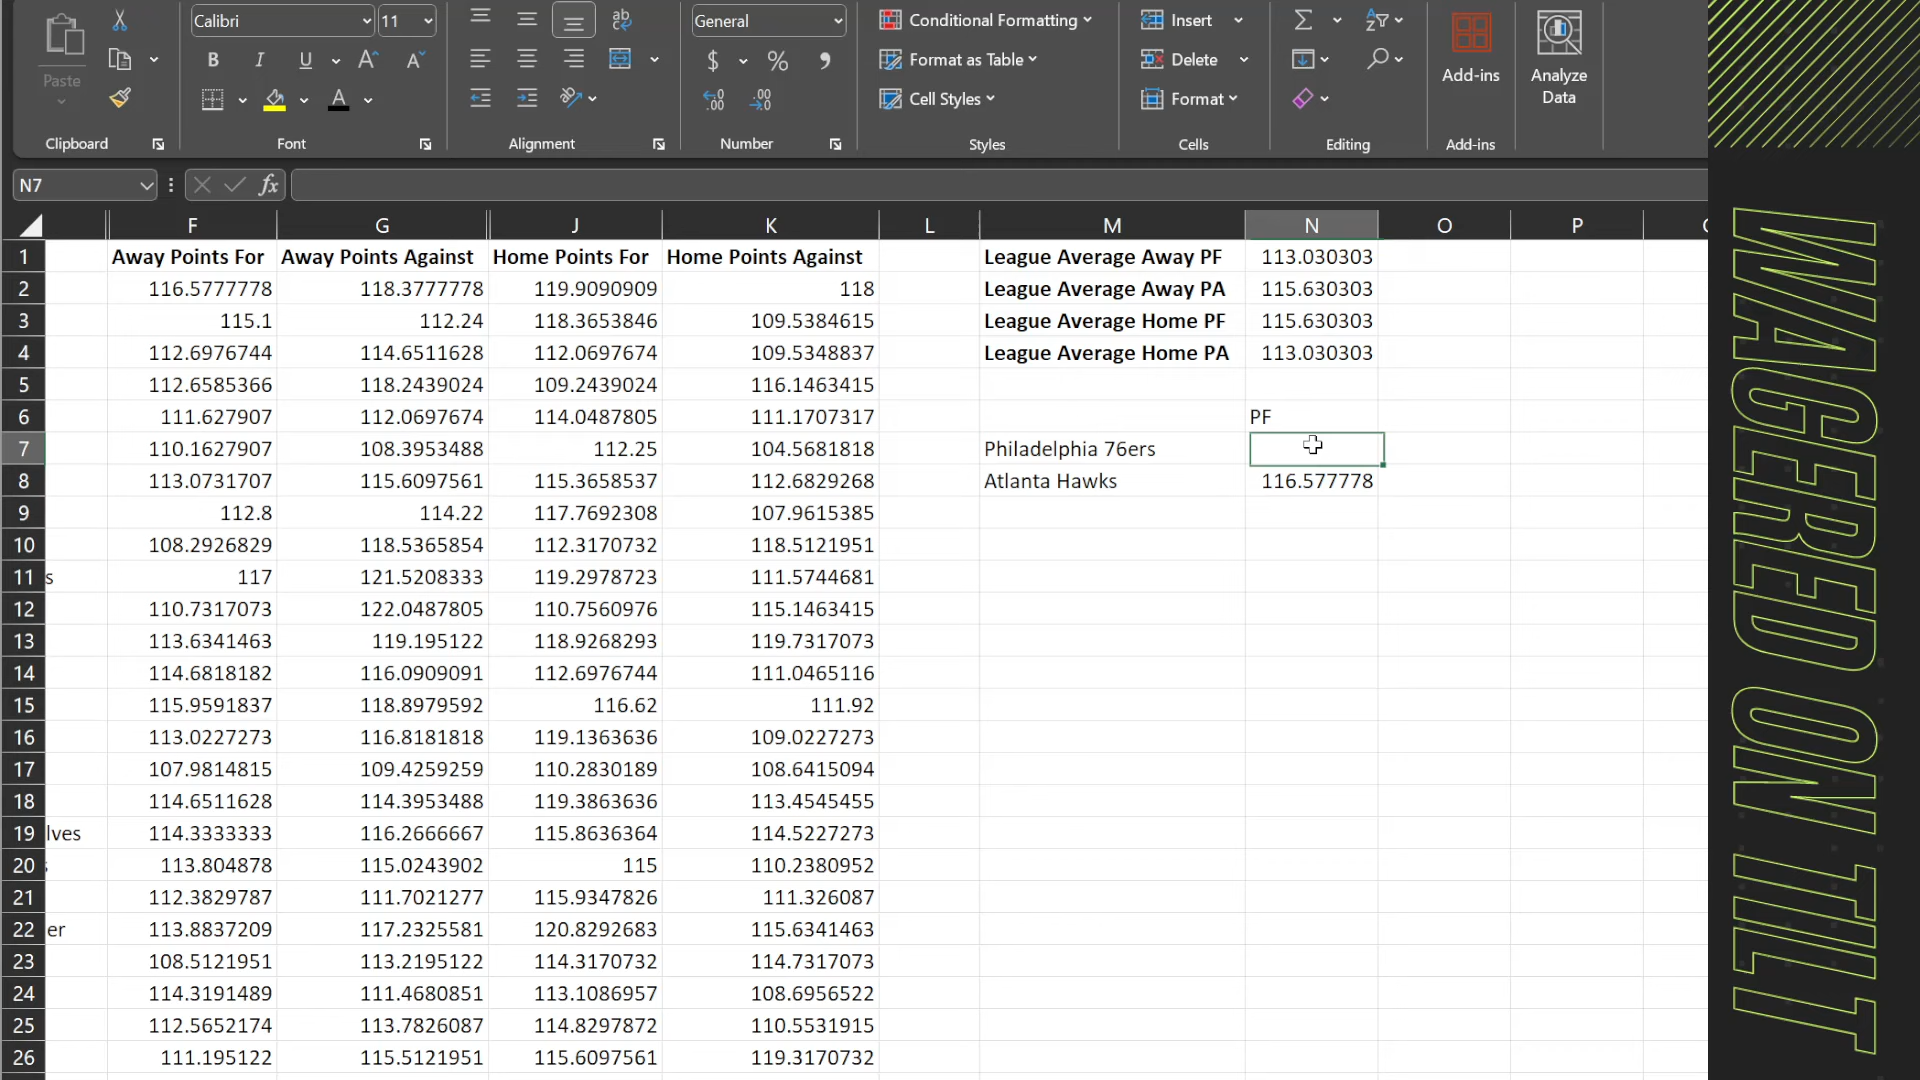 Calibri 11 General Conditional Formatting Insert
Paste B I U A A $ % 9 Format as Table Delete Add-ins Analyze Data
A Cell Styles Format
Clipboard Font Alignment Number Styles Cells Editing Add-ins
N7 fx
F G J K L M N O P
1 Away Points For Away Points Against Home Points For Home Points Against League Average Away PF 113.030303
2 116.5777778 118.3777778 119.9090909 118 League Average Away PA 115.630303
3 115.1 112.24 118.3653846 109.5384615 League Average Home PF 115.630303
4 112.6976744 114.6511628 112.0697674 109.5348837 League Average Home PA 113.030303
5 112.6585366 118.2439024 109.2439024 116.1463415
6 111.627907 112.0697674 114.0487805 111.1707317 PF
7 110.1627907 108.3953488 112.25 104.5681818 Philadelphia 76ers
8 113.0731707 115.6097561 115.3658537 112.6829268 Atlanta Hawks 116.577778
9 112.8 114.22 117.7692308 107.9615385
10 108.2926829 118.5365854 112.3170732 118.5121951
11 s 117 121.5208333 119.2978723 111.5744681
12 110.7317073 122.0487805 110.7560976 115.1463415
13 113.6341463 119.195122 118.9268293 119.7317073
14 114.6818182 116.0909091 112.6976744 111.0465116
15 115.9591837 118.8979592 116.62 111.92
16 113.0227273 116.8181818 119.1363636 109.0227273
17 107.9814815 109.4259259 110.2830189 108.6415094
18 114.6511628 114.3953488 119.3863636 113.4545455
19 lves 114.3333333 116.2666667 115.8636364 114.5227273
20 113.804878 115.0243902 115 110.2380952
21 112.3829787 111.7021277 115.9347826 111.326087
22 er 113.8837209 117.2325581 120.8292683 115.6341463
23 108.5121951 113.2195122 114.3170732 114.7317073
24 114.3191489 111.4680851 113.1086957 108.6956522
25 112.5652174 113.7826087 114.8297872 110.5531915
26 111.195122 115.5121951 115.6097561 119.3170732
WAGERED ON TILT